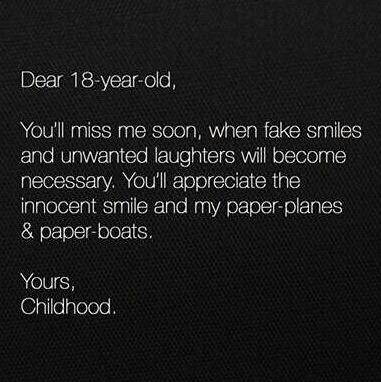 Dear 18-year-old,
You'll miss me soon, when fake smiles
and unwanted laughters will become
necessary. You'll appreciate the
innocent smile and my paper-planes
& paper-boats.
Yours,
Childhood.